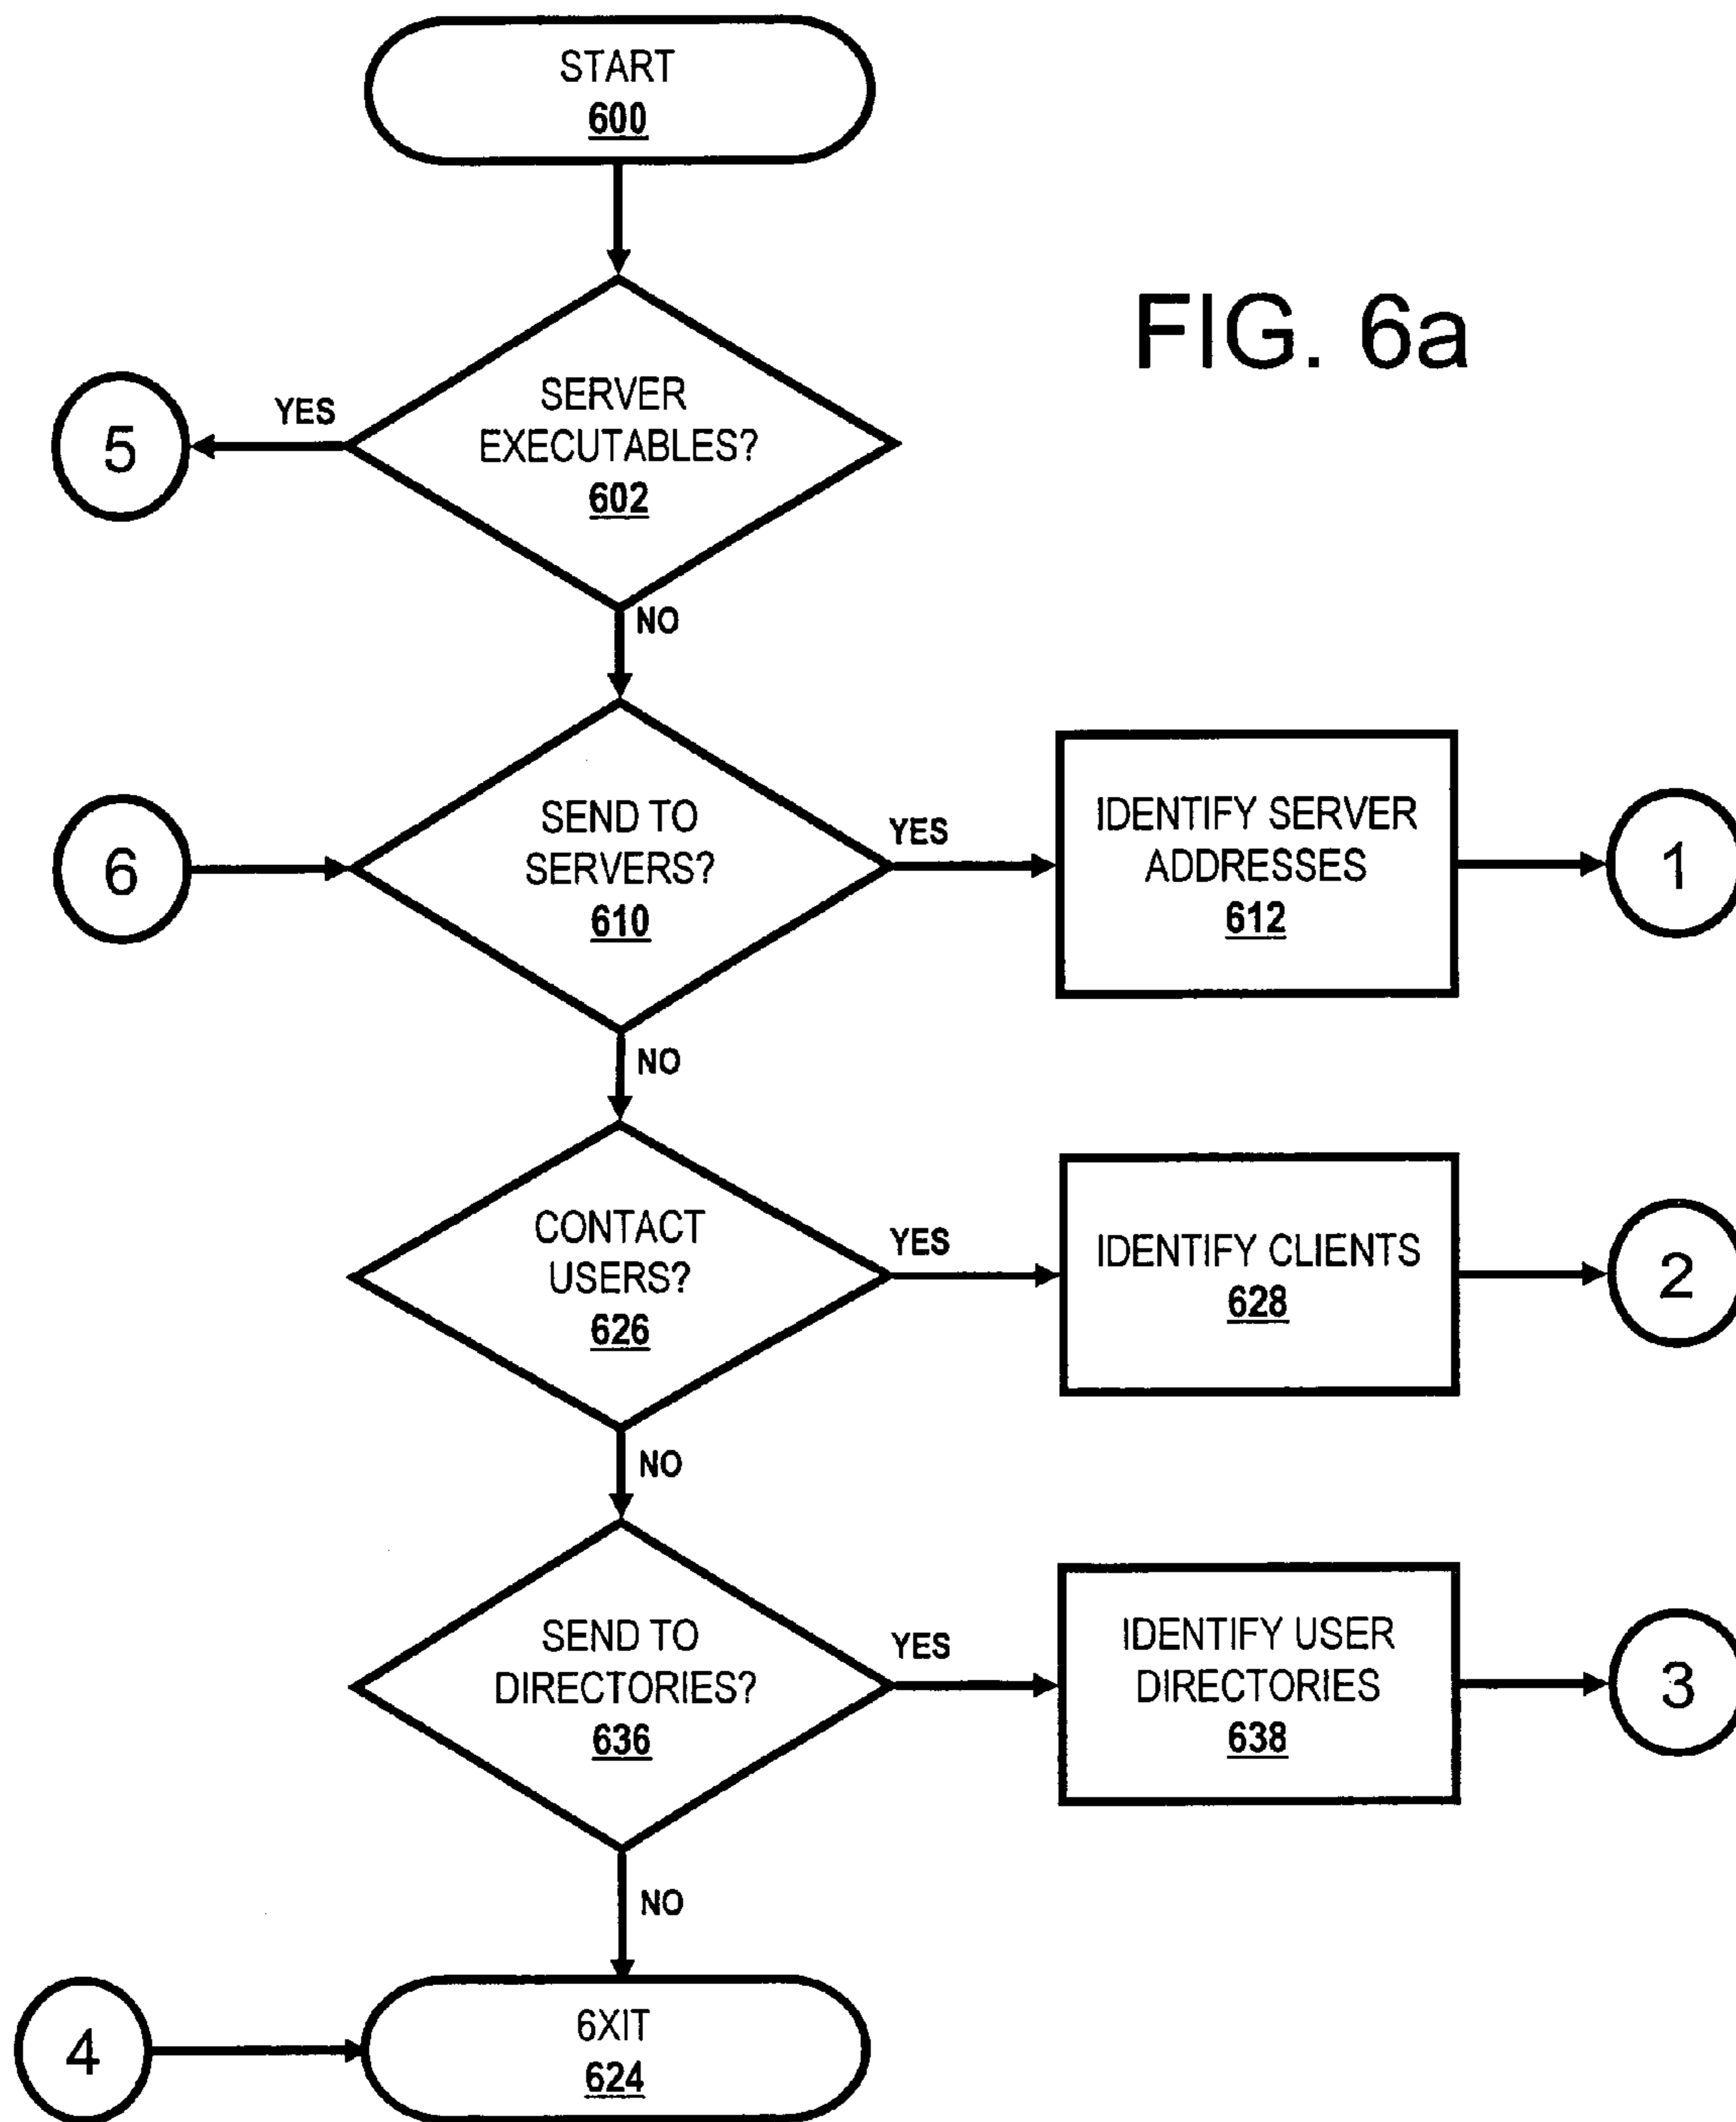 START
600
FIG. 6a
SERVER
EXECUTABLES?
602
YES
5
NO
6
SEND TO
SERVERS?
610
YES
IDENTIFY SERVER
ADDRESSES
612
1
NO
CONTACT
USERS?
626
YES
IDENTIFY CLIENTS
628
2
NO
SEND TO
DIRECTORIES?
636
YES
IDENTIFY USER
DIRECTORIES
638
3
NO
4
6XIT
624